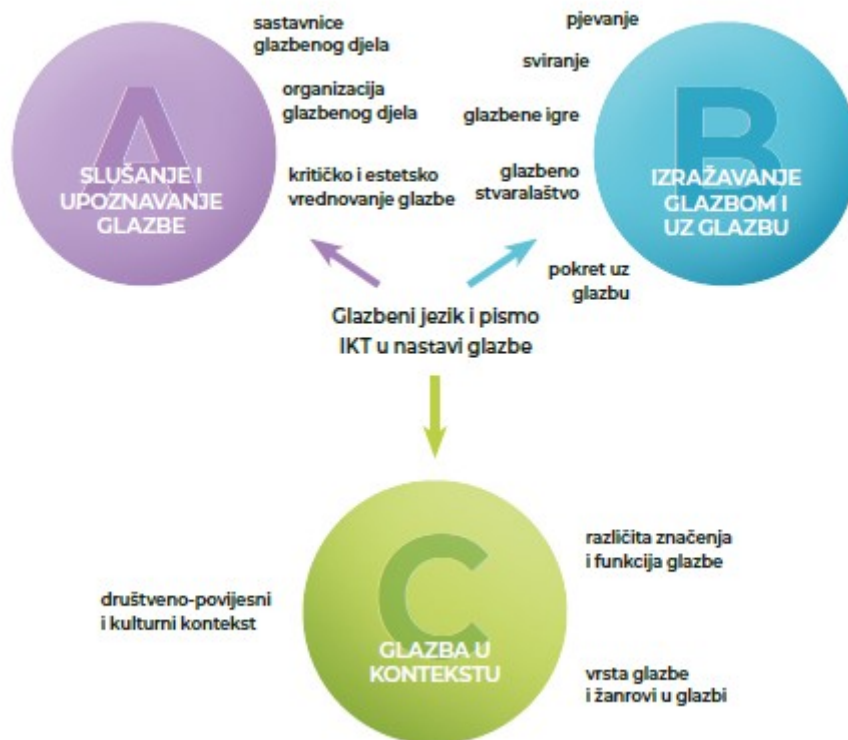 A
SLUŠANJE I
UPOZNAVANJE
GLAZBE
sastavnice
glazbenog djela
organizacija
glazbenog djela
kritičko i estetsko
vrednovanje glazbe
pjevanje
sviranje
glazbene igre
glazbeno
stvaralaštvo
pokret uz
glazbu
B
IZRAŽAVANJE
GLAZBOM I
UZ GLAZBU
Glazbeni jezik i pismo
IKT u nastavi glazbe
društveno-povijesni
i kulturni kontekst
C
GLAZBA U
KONTEKSTU
različita značenja
i funkcija glazbe
vrsta glazbe
i žanrovi u glazbi